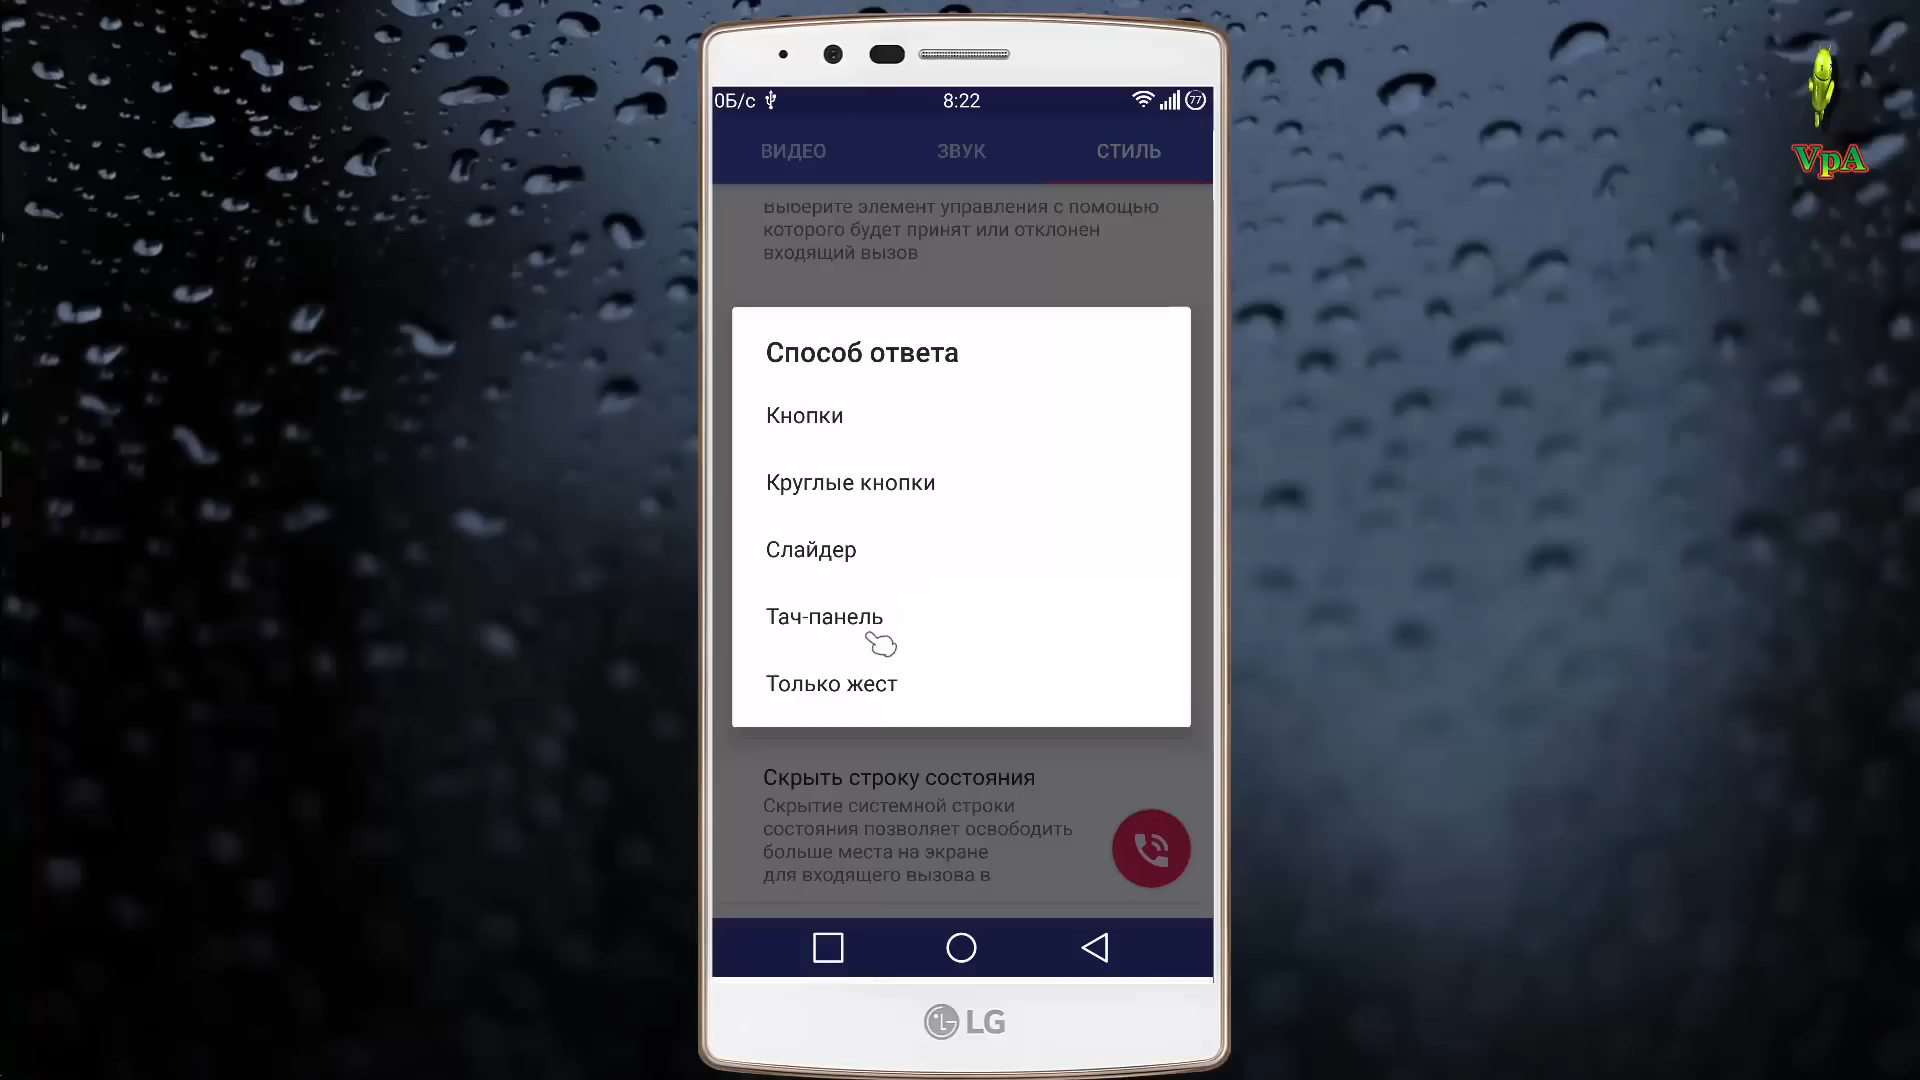 VpA
0Б/с
8:22
77
ВИДЕО
ЗВУК
СТИЛЬ
Выберите элемент управления с помощью
которого будет принят или отклонен
входящий вызов
Способ ответа
Кнопки
Круглые кнопки
Слайдер
Тач-панель
Только жест
Скрыть строку состояния
Скрытие системной строки
состояния позволяет освободить
больше места на экране
для входящего вызова в
LG